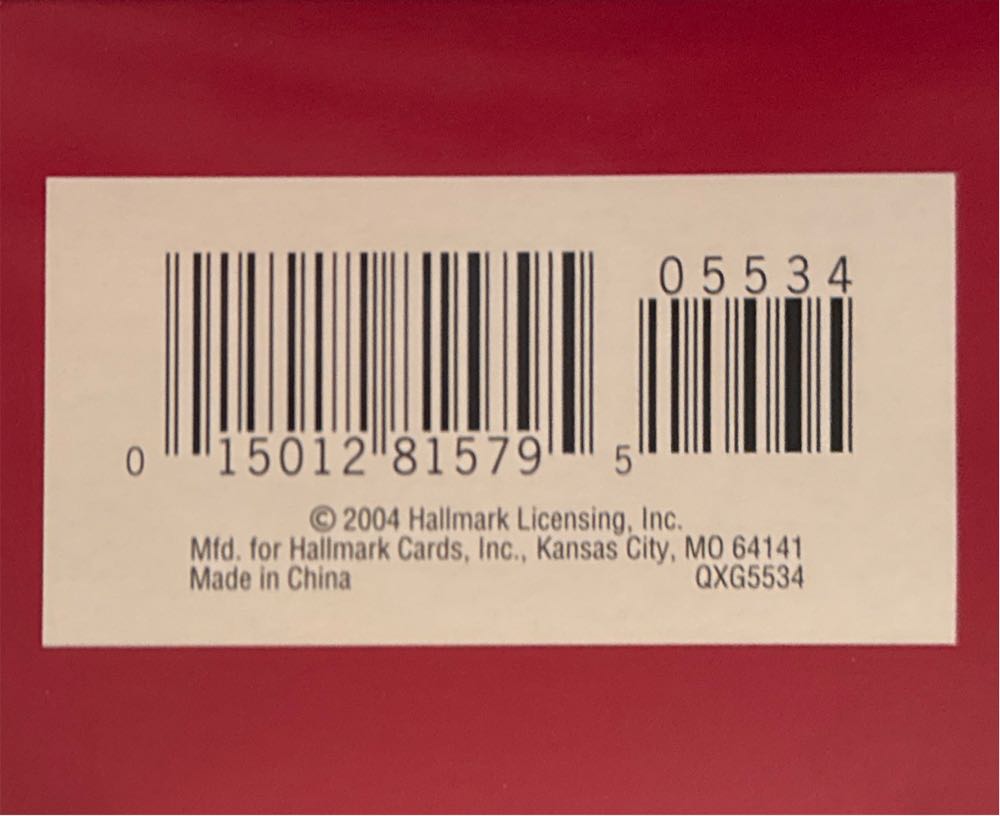 05534
0 15012 81579 5
© 2004 Hallmark Licensing, Inc.
Mfd. for Hallmark Cards, Inc., Kansas City, MO 64141
Made in China QXG5534